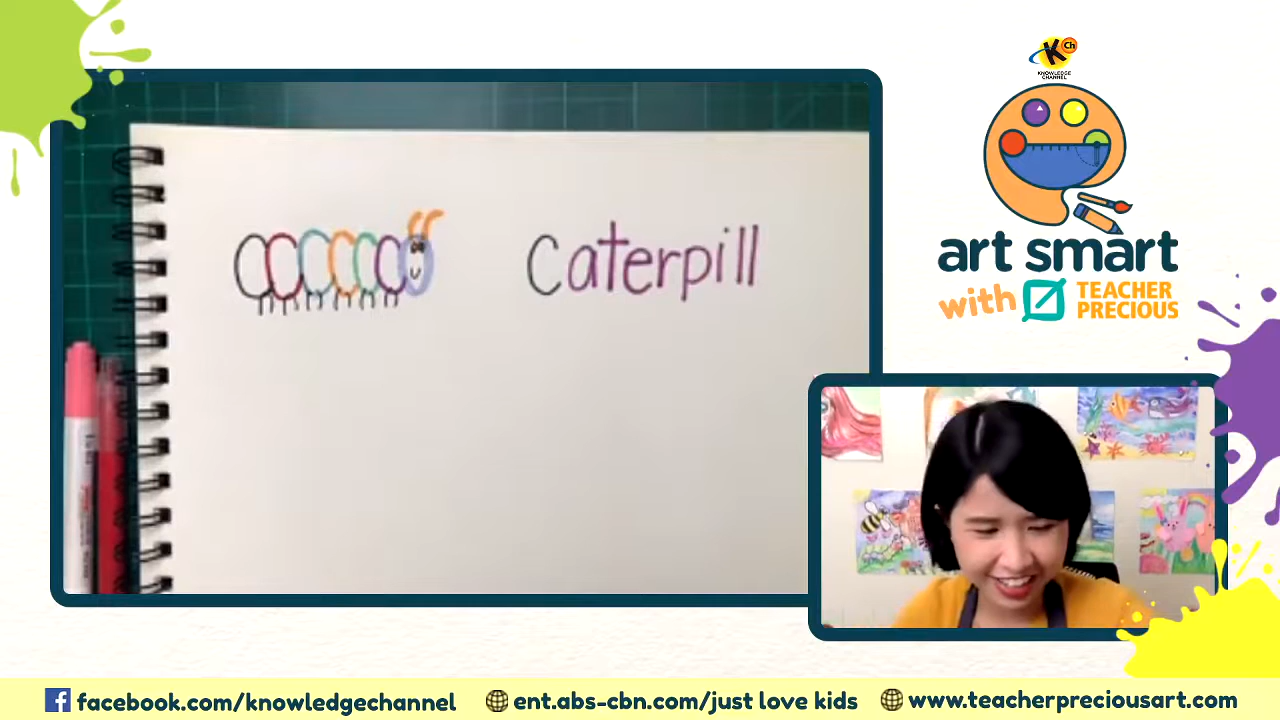 K Ch
KNOWLEDGE
CHANNEL
art smart
with TEACHER
PRECIOUS
Caterpill
facebook.com/knowledgechannel
ent.abs-cbn.com/just love kids
www.teacherpreciousart.com